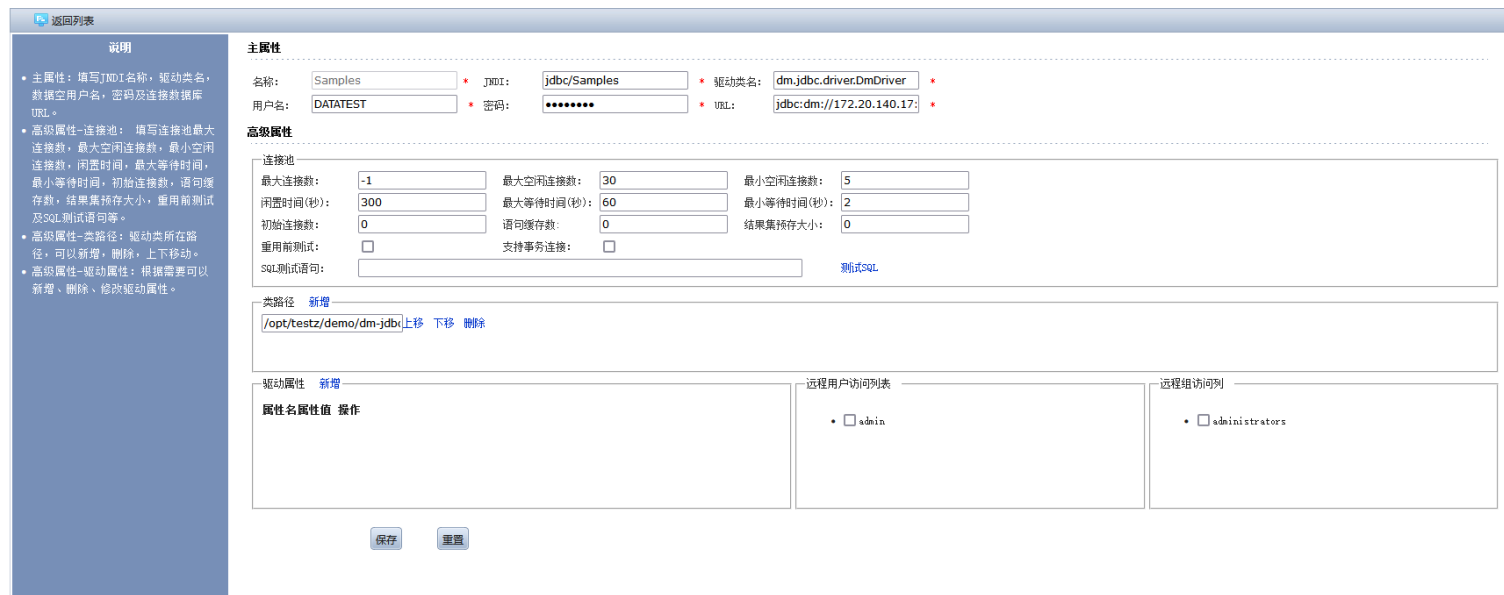 返回列表
说明
• 主属性: 填写JNDI名称, 驱动类名,
数据空用户名, 密码及连接数据库
URL。
• 高级属性-连接池: 填写连接池最大
连接数, 最大空闲连接数, 最小空闲
连接数, 闲置时间, 最大等待时间,
最小等待时间, 初始连接数, 语句缓
存数, 结果集预存大小, 重用前测试
及SQL测试语句等。
• 高级属性-类路径: 驱动类所在路
径, 可以新增, 删除, 上下移动。
• 高级属性-驱动属性: 根据需要可以
新增、删除、修改驱动属性。
主属性
名称: Samples * JNDI: jdbc/Samples * 驱动类名: dm.jdbc.driver.DmDriver *
用户名: DATATEST * 密码: •••••••• * URL: jdbc:dm://172.20.140.17: *
高级属性
连接池
最大连接数: -1 最大空闲连接数: 30 最小空闲连接数: 5
闲置时间(秒): 300 最大等待时间(秒): 60 最小等待时间(秒): 2
初始连接数: 0 语句缓存数: 0 结果集预存大小: 0
重用前测试: 支持事务连接:
SQL测试语句: 测试SQL
类路径 新增
/opt/testz/demo/dm-jdbc 上移 下移 删除
驱动属性 新增
属性名属性值 操作
远程用户访问列表
• admin
远程组访问列
• administrators
保存 重置